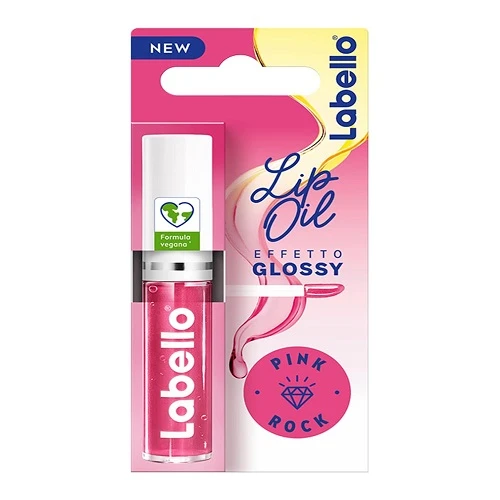 NEW
Labello®
Lip
Oil
EFFETTO
GLOSSY
Formula
vegana*
Labello
PINK
ROCK